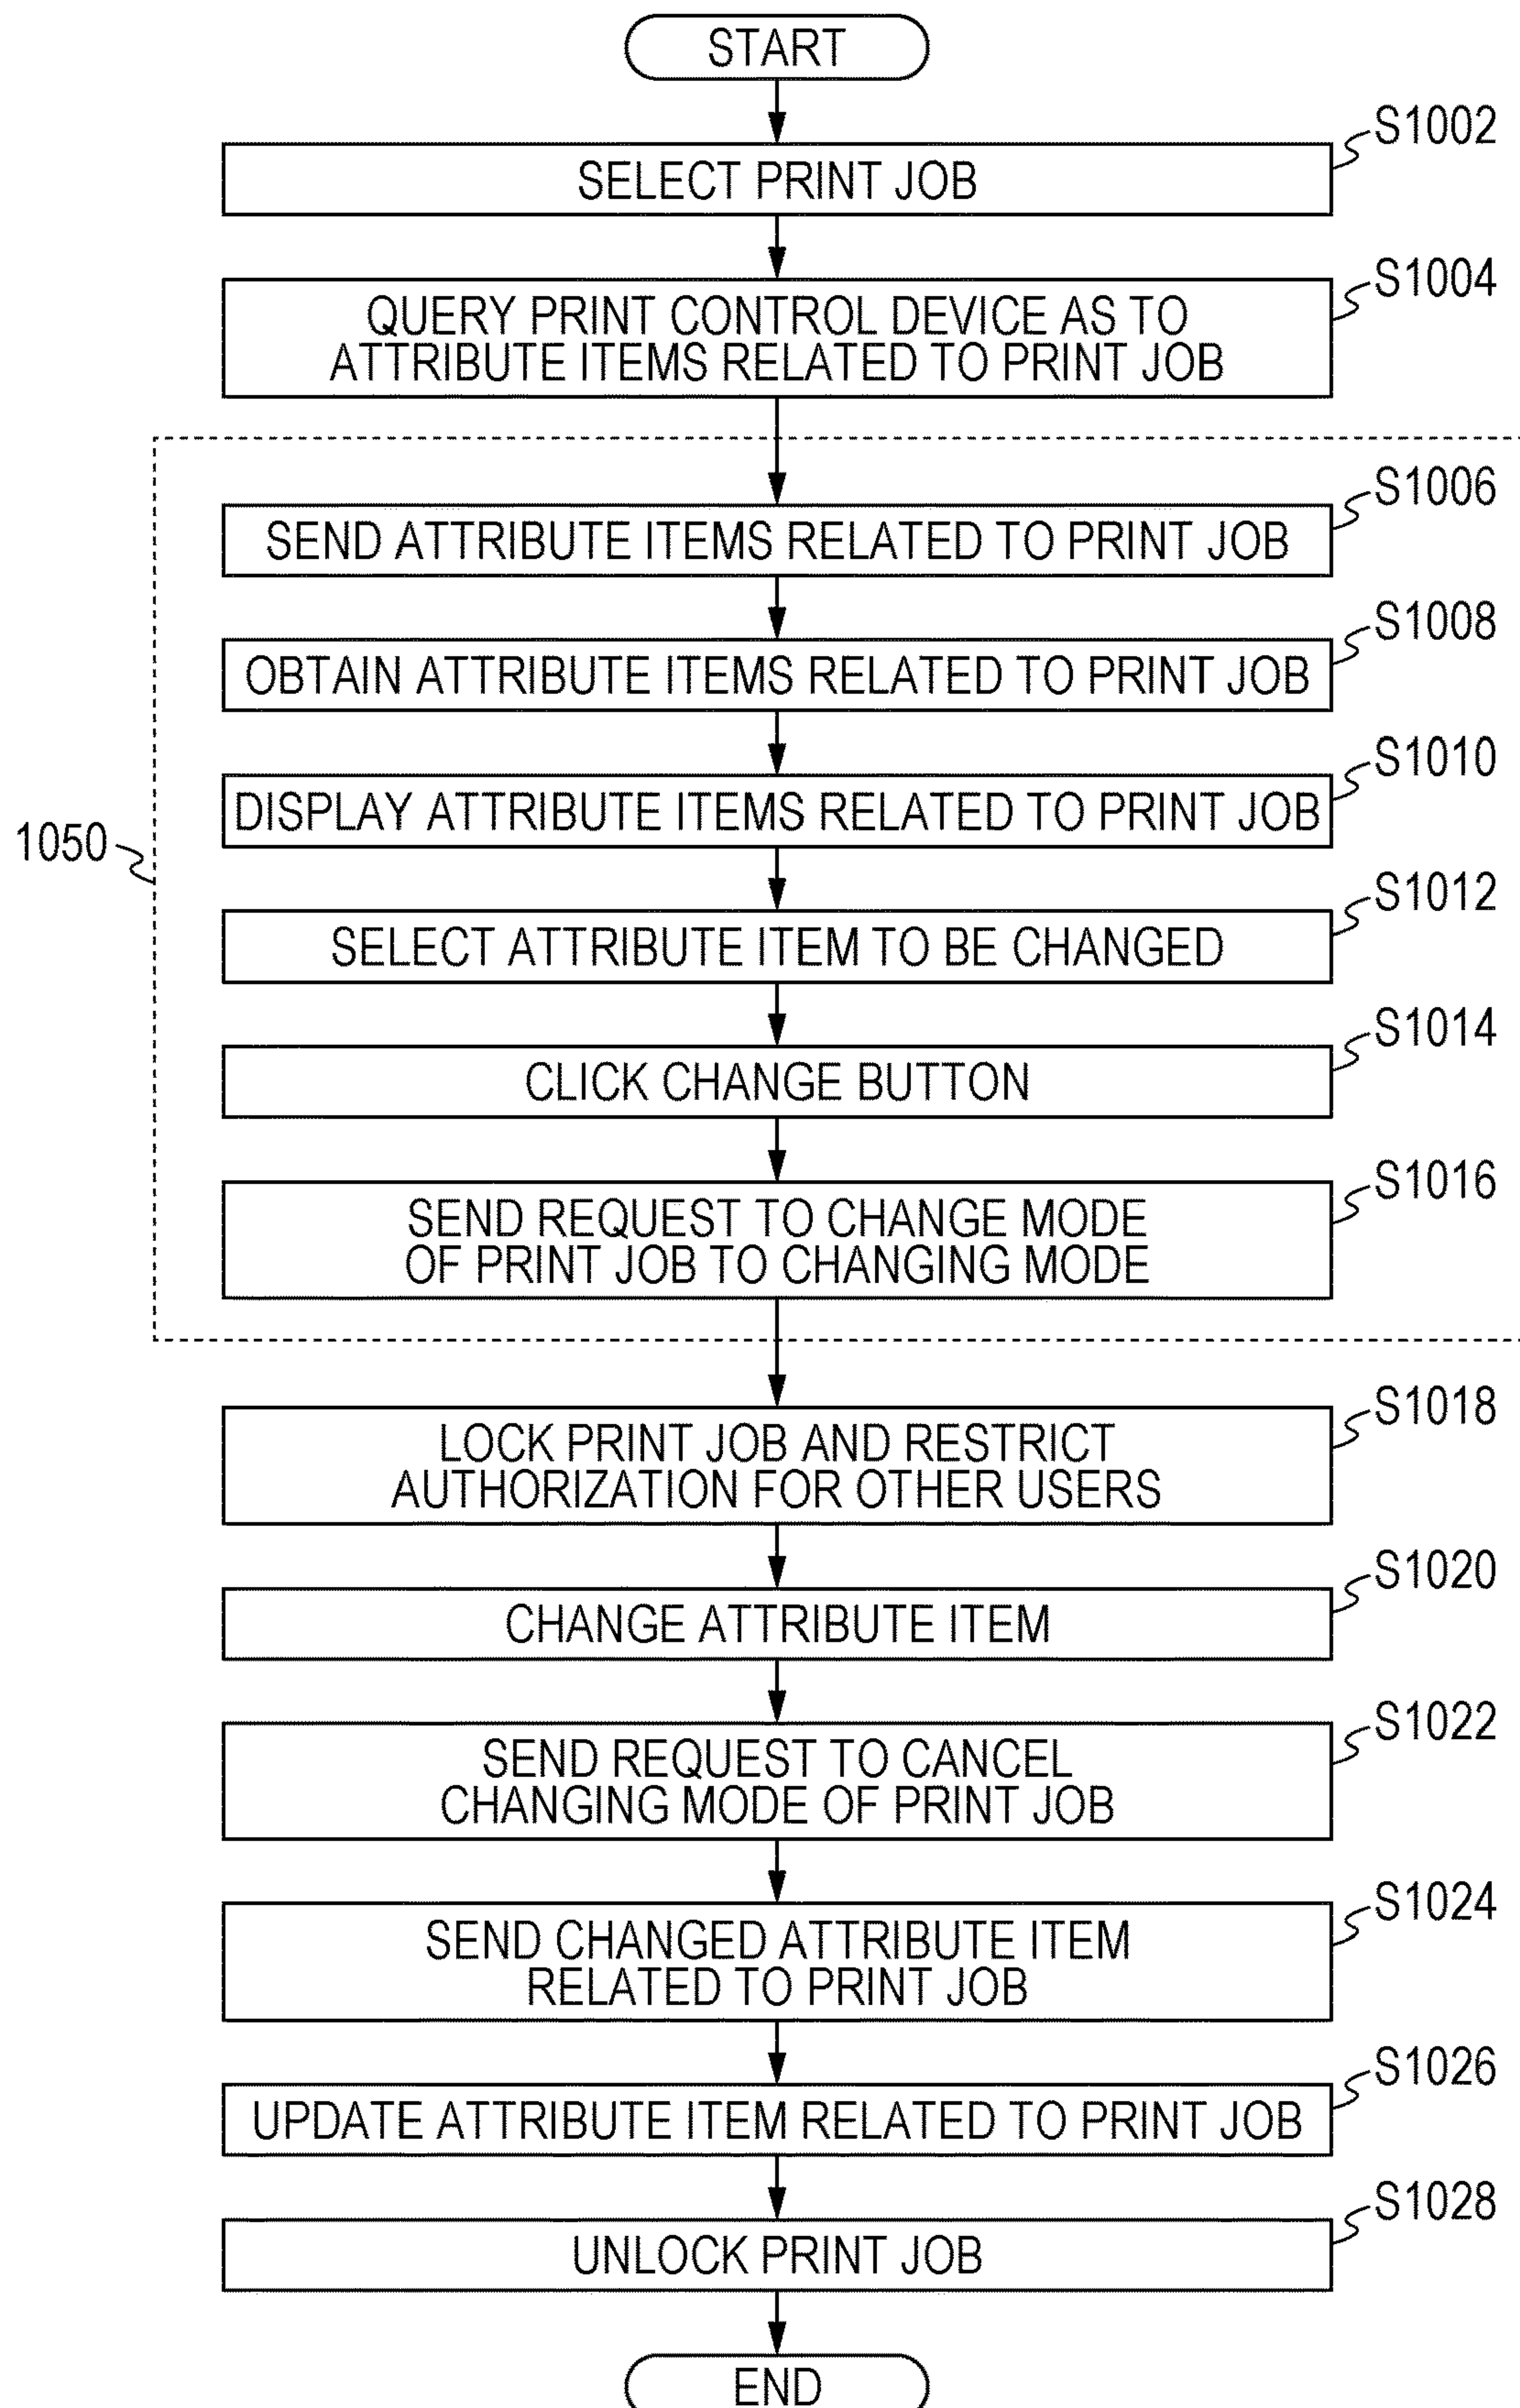 START
S1002
SELECT PRINT JOB
S1004
QUERY PRINT CONTROL DEVICE AS TO
ATTRIBUTE ITEMS RELATED TO PRINT JOB
S1006
SEND ATTRIBUTE ITEMS RELATED TO PRINT JOB
S1008
OBTAIN ATTRIBUTE ITEMS RELATED TO PRINT JOB
S1010
DISPLAY ATTRIBUTE ITEMS RELATED TO PRINT JOB
1050
S1012
SELECT ATTRIBUTE ITEM TO BE CHANGED
S1014
CLICK CHANGE BUTTON
S1016
SEND REQUEST TO CHANGE MODE
OF PRINT JOB TO CHANGING MODE
S1018
LOCK PRINT JOB AND RESTRICT
AUTHORIZATION FOR OTHER USERS
S1020
CHANGE ATTRIBUTE ITEM
S1022
SEND REQUEST TO CANCEL
CHANGING MODE OF PRINT JOB
S1024
SEND CHANGED ATTRIBUTE ITEM
RELATED TO PRINT JOB
S1026
UPDATE ATTRIBUTE ITEM RELATED TO PRINT JOB
S1028
UNLOCK PRINT JOB
END